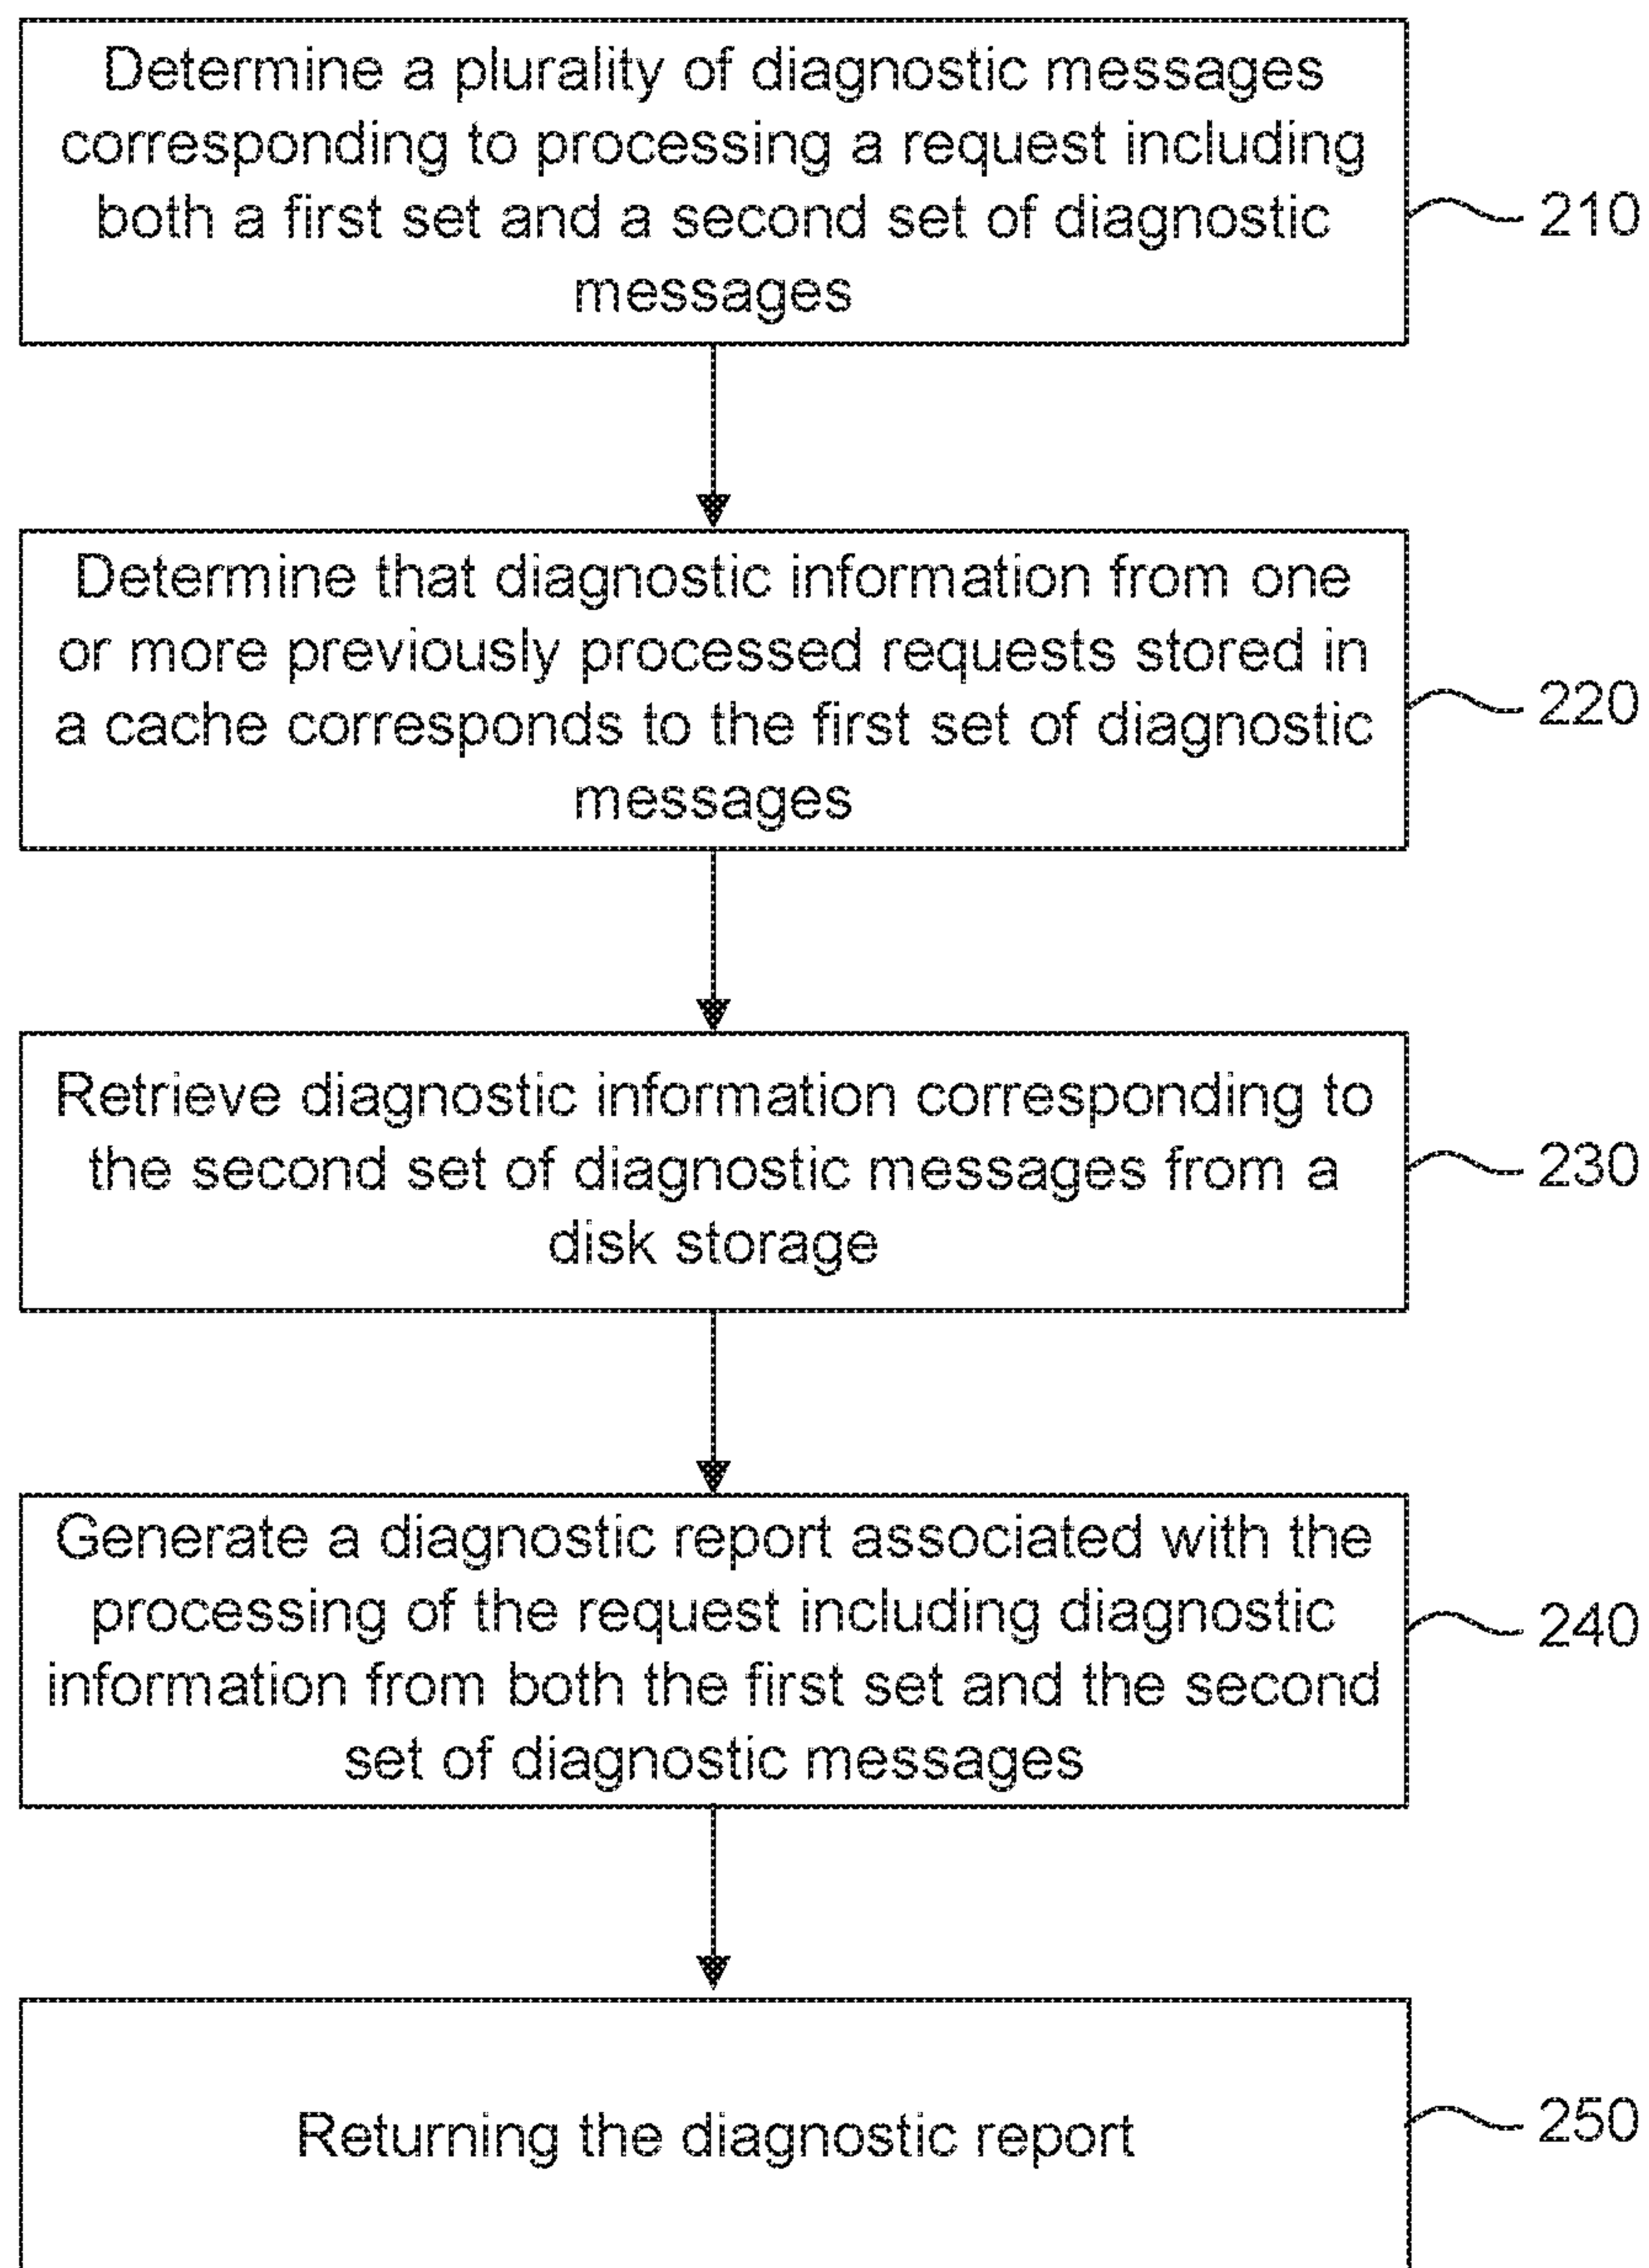 Determine a plurality of diagnostic messages
corresponding to processing a request including
both a first set and a second set of diagnostic
messages
210
Determine that diagnostic information from one
or more previously processed requests stored in
a cache corresponds to the first set of diagnostic
messages
220
Retrieve diagnostic information corresponding to
the second set of diagnostic messages from a
disk storage
230
Generate a diagnostic report associated with the
processing of the request including diagnostic
information from both the first set and the second
set of diagnostic messages
240
Returning the diagnostic report
250